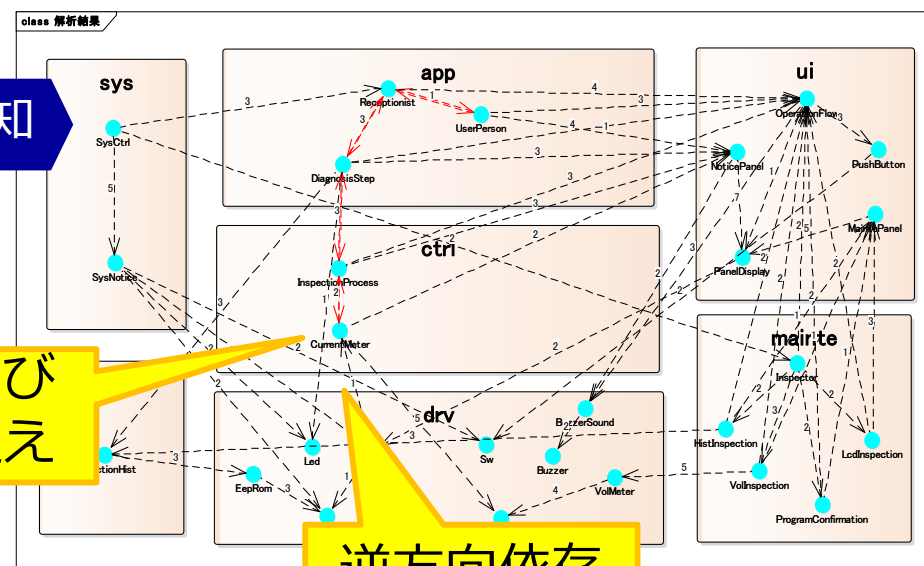 class 解析結果
sys
app
ui
知
SysCtrl
Receptionist
UserPerson
OperationFlow
PushButton
NoticePanel
DiagnosisStep
MaintePanel
ctrl
SysNotice
InspectionProcess
PanelDisplay
CurrentMeter
mainte
Inspector
び
え
drv
BuzzerSound
HistInspection
LcdInspection
ctionHist
Led
Sw
Buzzer
EepRom
VolMeter
VolInspection
ProgramConfirmation
逆方向依存